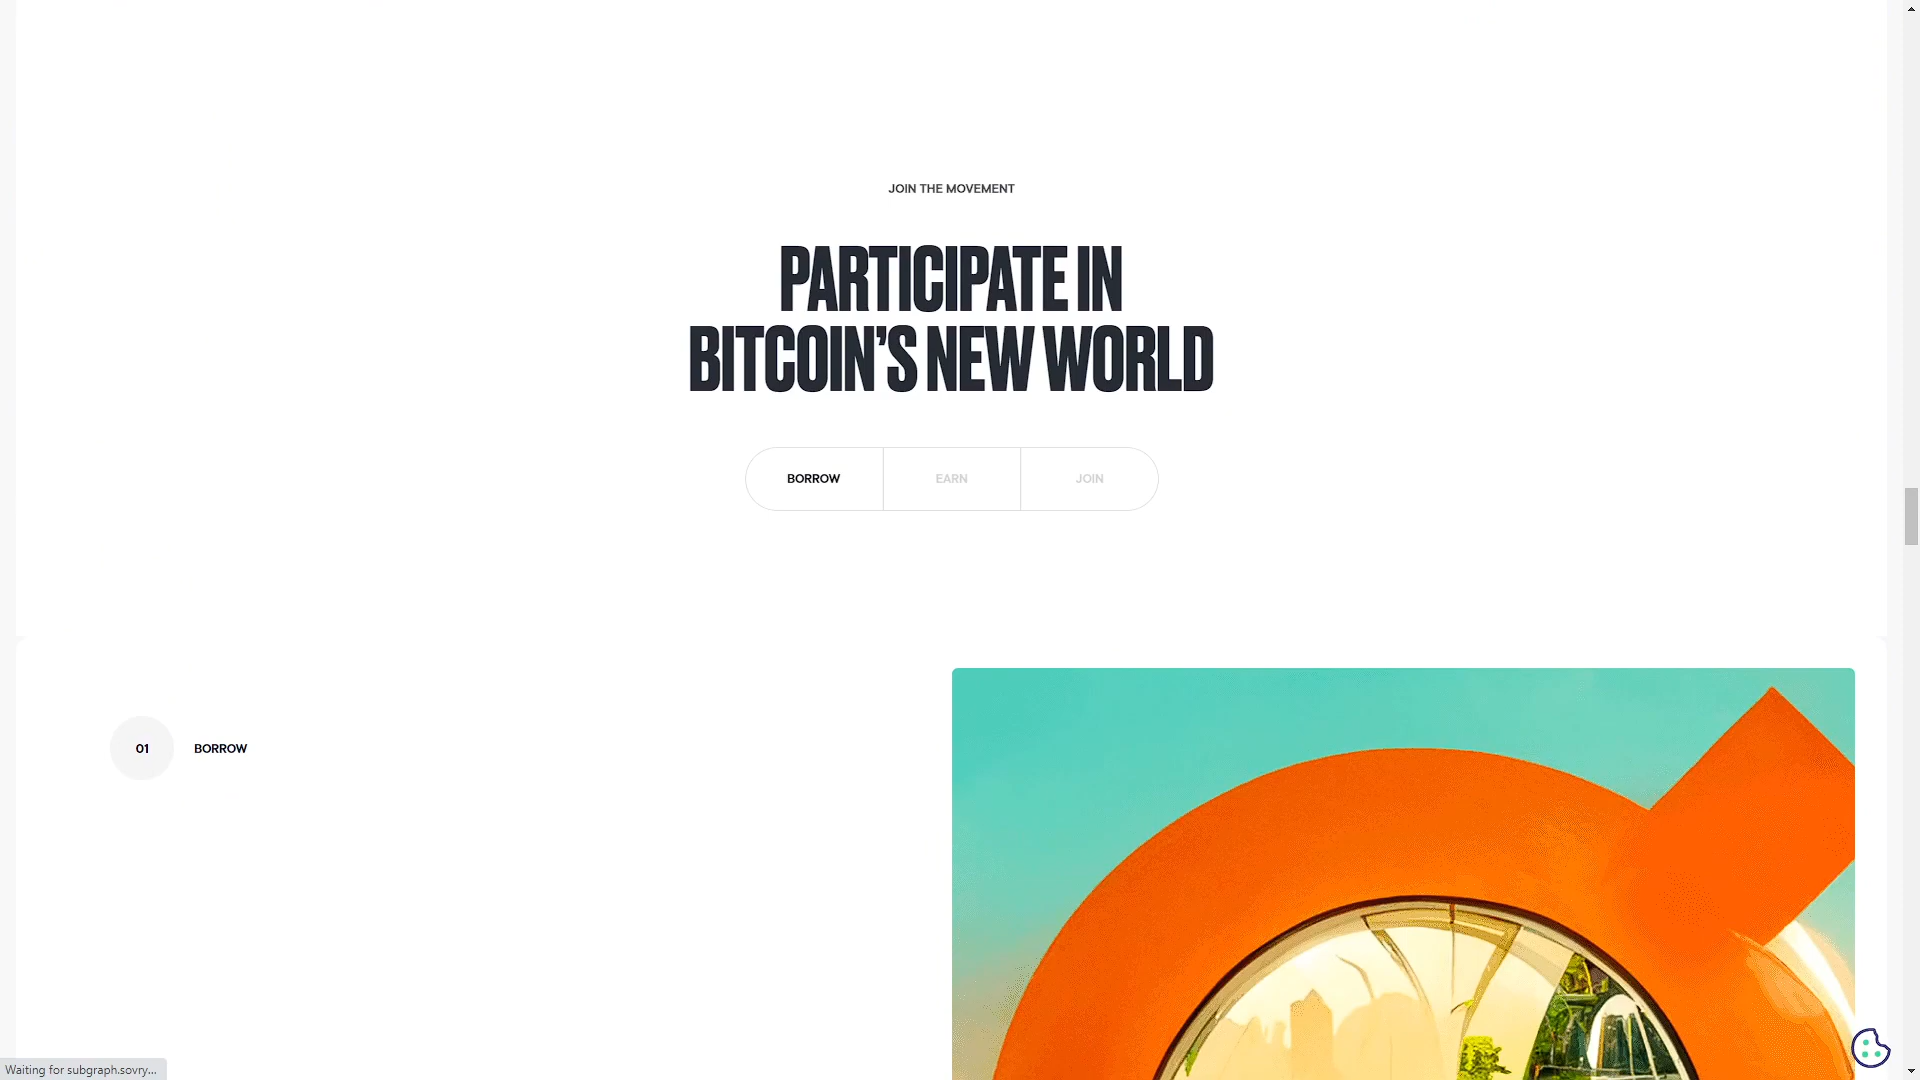 JOIN THE MOVEMENT
PARTICIPATE IN
BITCOIN’S NEW WORLD
BORROW
EARN
JOIN
01
BORROW
Waiting for subgraph.sovry...